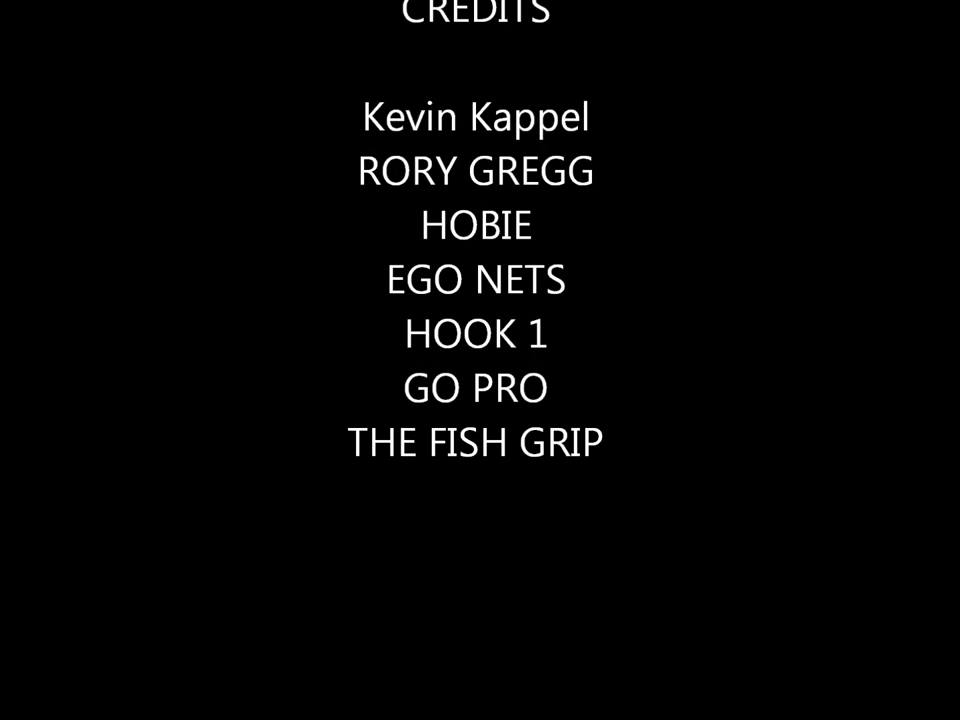 CREDITS
Kevin Kappel
RORY GREGG
HOBIE
EGO NETS
HOOK 1
GO PRO
THE FISH GRIP